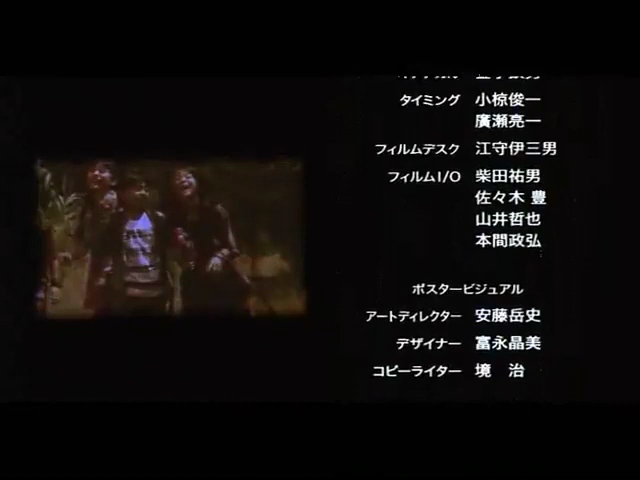 タイミング 小椋俊一
廣瀬亮一
フィルムデスク 江守伊三男
フィルムI/O 柴田祐男
佐々木 豊
山井哲也
本間政弘
ポスタービジュアル
アートディレクター 安藤岳史
デザイナー 富永晶美
コピーライター 境 治